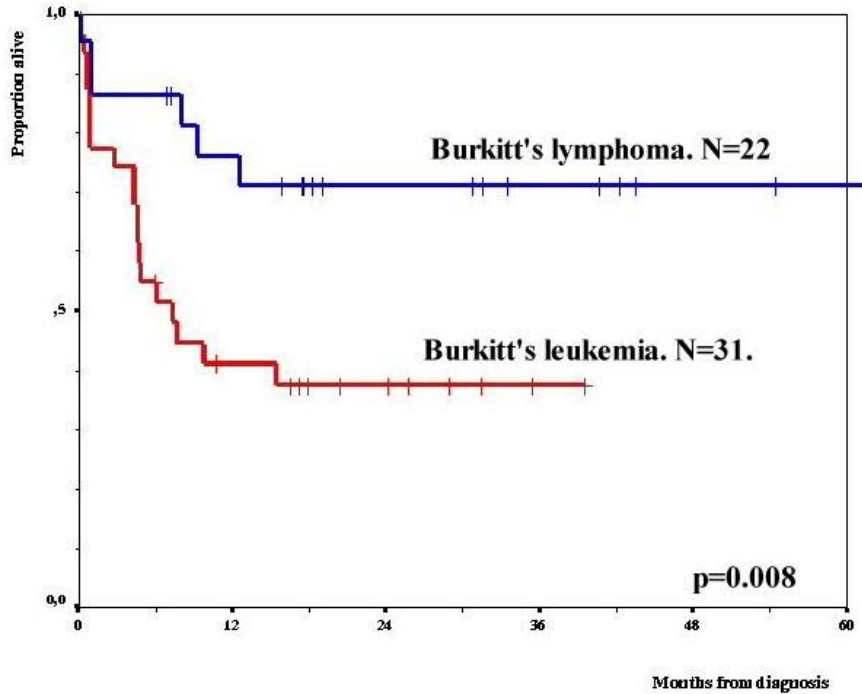 1,0
Proportion alive
Burkitt's lymphoma. N=22
,5
Burkitt's leukemia. N=31.
p=0.008
0,0
0 12 24 36 48 60
Months from diagnosis